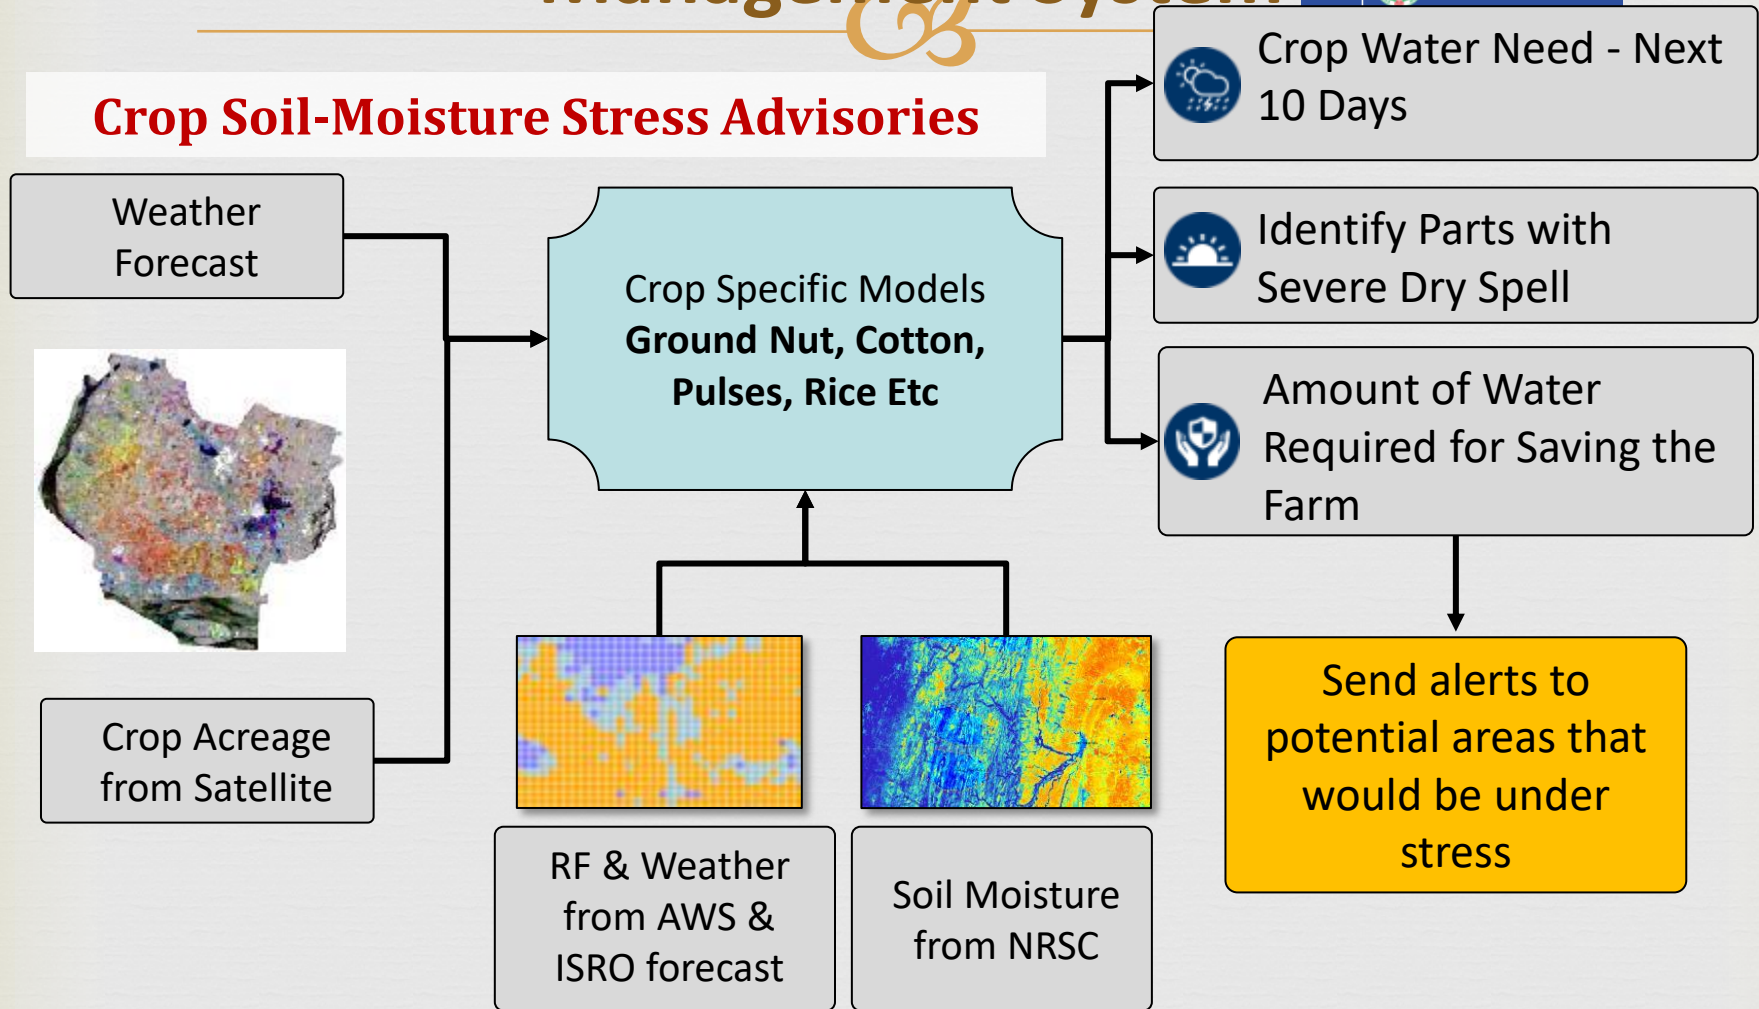 Management System
Crop Soil-Moisture Stress Advisories
Weather
Forecast
Crop Acreage
from Satellite
Crop Specific Models
Ground Nut, Cotton,
Pulses, Rice Etc
RF & Weather
from AWS &
ISRO forecast
Soil Moisture
from NRSC
Crop Water Need - Next
10 Days
Identify Parts with
Severe Dry Spell
Amount of Water
Required for Saving the
Farm
Send alerts to
potential areas that
would be under
stress